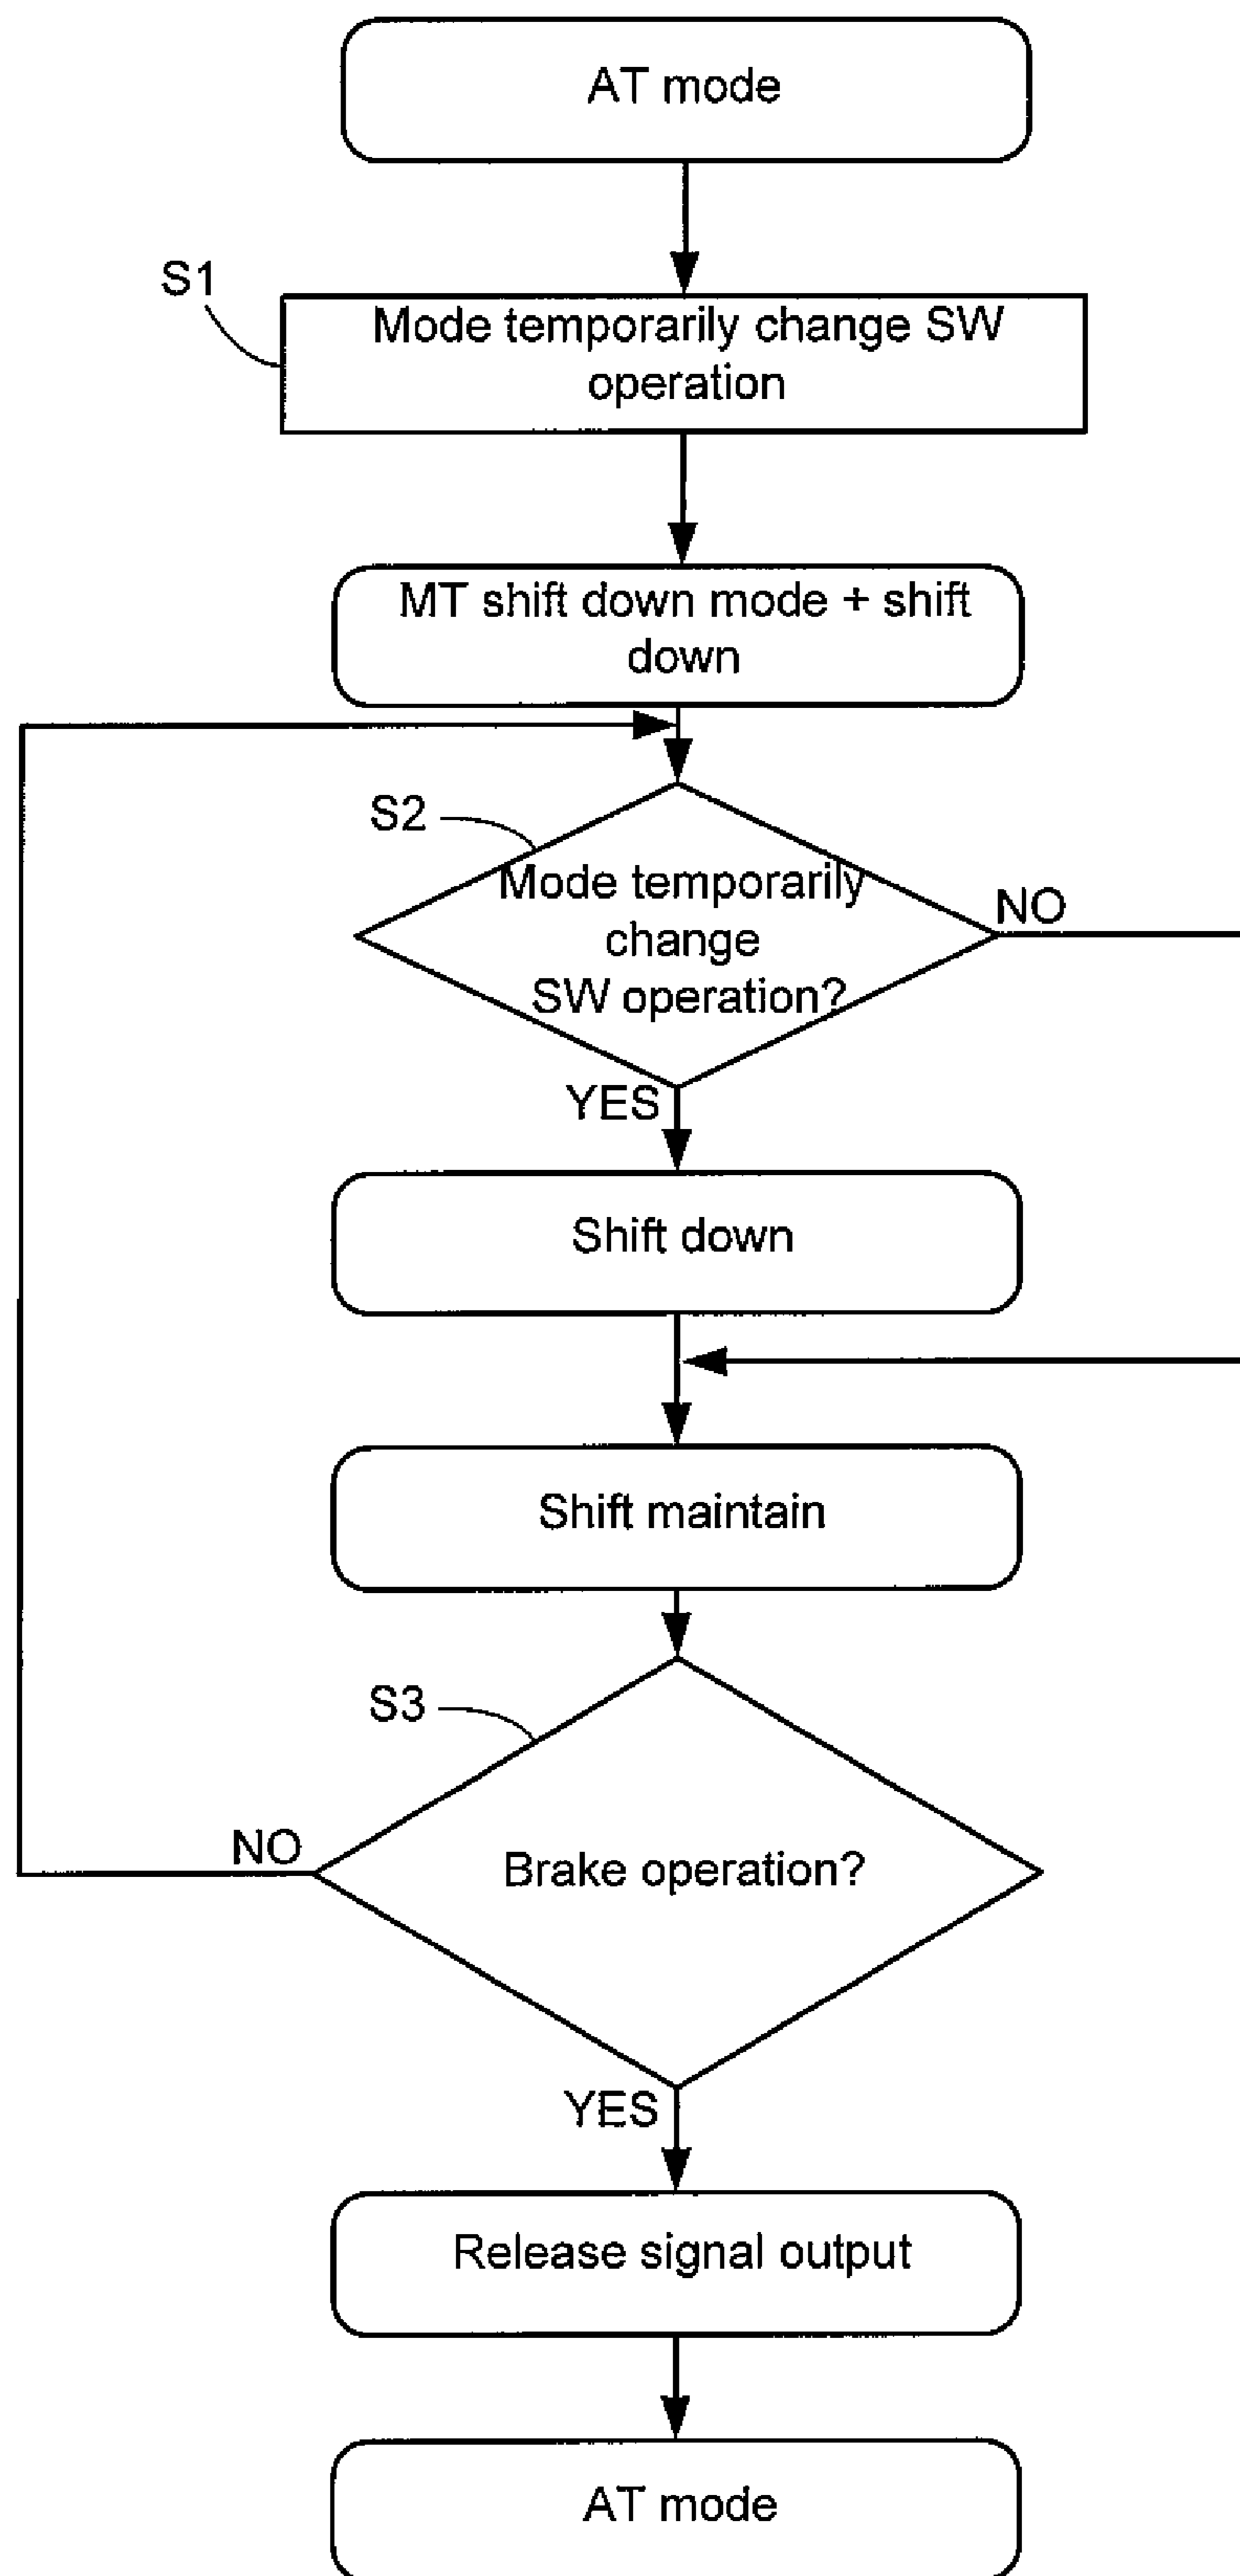 AT mode
S1
Mode temporarily change SW
operation
MT shift down mode + shift
down
S2
Mode temporarily
change
SW operation?
NO
YES
Shift down
Shift maintain
S3
NO
Brake operation?
YES
Release signal output
AT mode